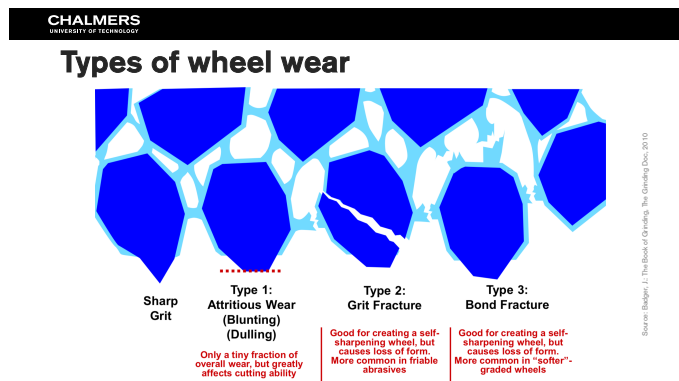 CHALMERS
UNIVERSITY OF TECHNOLOGY
Types of wheel wear
Sharp
Grit
Type 1:
Attritious Wear
(Blunting)
(Dulling)
Only a tiny fraction of
overall wear, but greatly
affects cutting ability
Type 2:
Grit Fracture
Good for creating a self-
sharpening wheel, but
causes loss of form.
More common in friable
abrasives
Type 3:
Bond Fracture
Good for creating a self-
sharpening wheel, but
causes loss of form.
More common in “softer”-
graded wheels
Source: Badger, J.: The Book of Grinding, The Grinding Doc, 2010